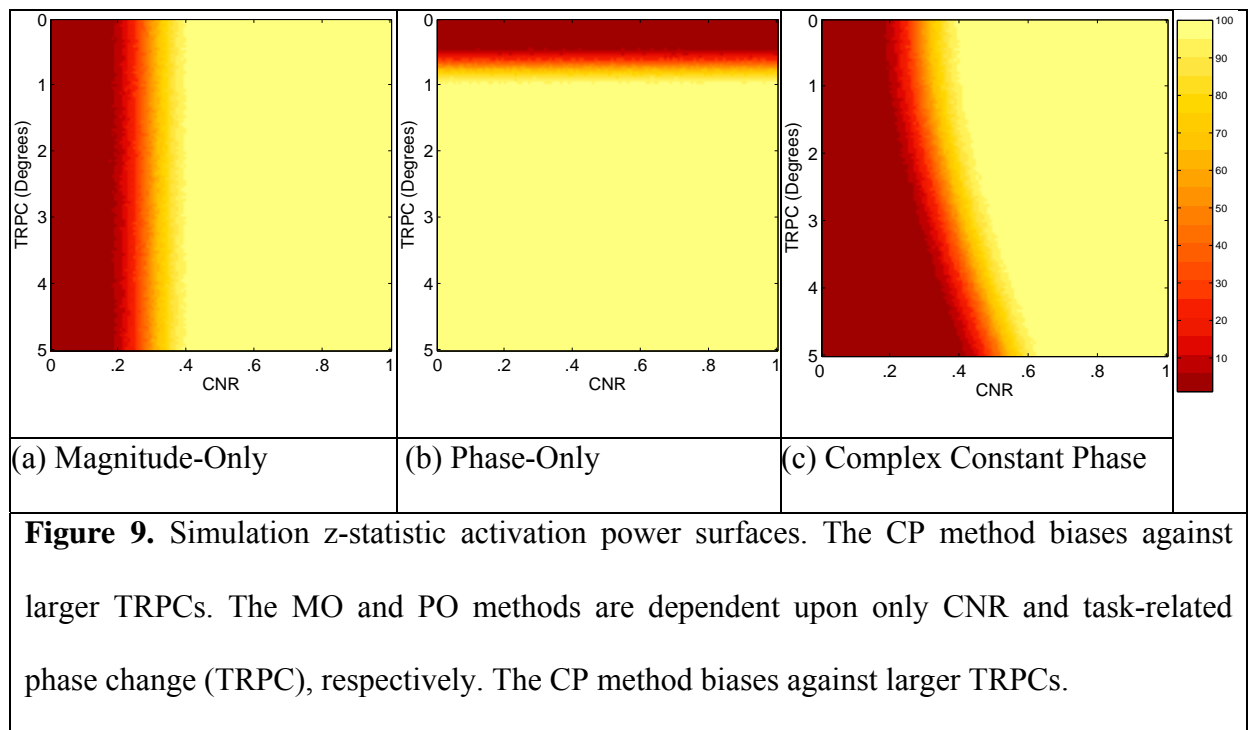 0
1
2
3
4
5
TRPC (Degrees)
0 .2 .4 .6 .8 1
CNR
0
1
2
3
4
5
TRPC (Degrees)
0 .2 .4 .6 .8 1
CNR
0
1
2
3
4
5
TRPC (Degrees)
0 .2 .4 .6 .8 1
CNR
100
90
80
70
60
50
40
30
20
10
(a) Magnitude-Only
(b) Phase-Only
(c) Complex Constant Phase
Figure 9. Simulation z-statistic activation power surfaces. The CP method biases against
larger TRPCs. The MO and PO methods are dependent upon only CNR and task-related
phase change (TRPC), respectively. The CP method biases against larger TRPCs.